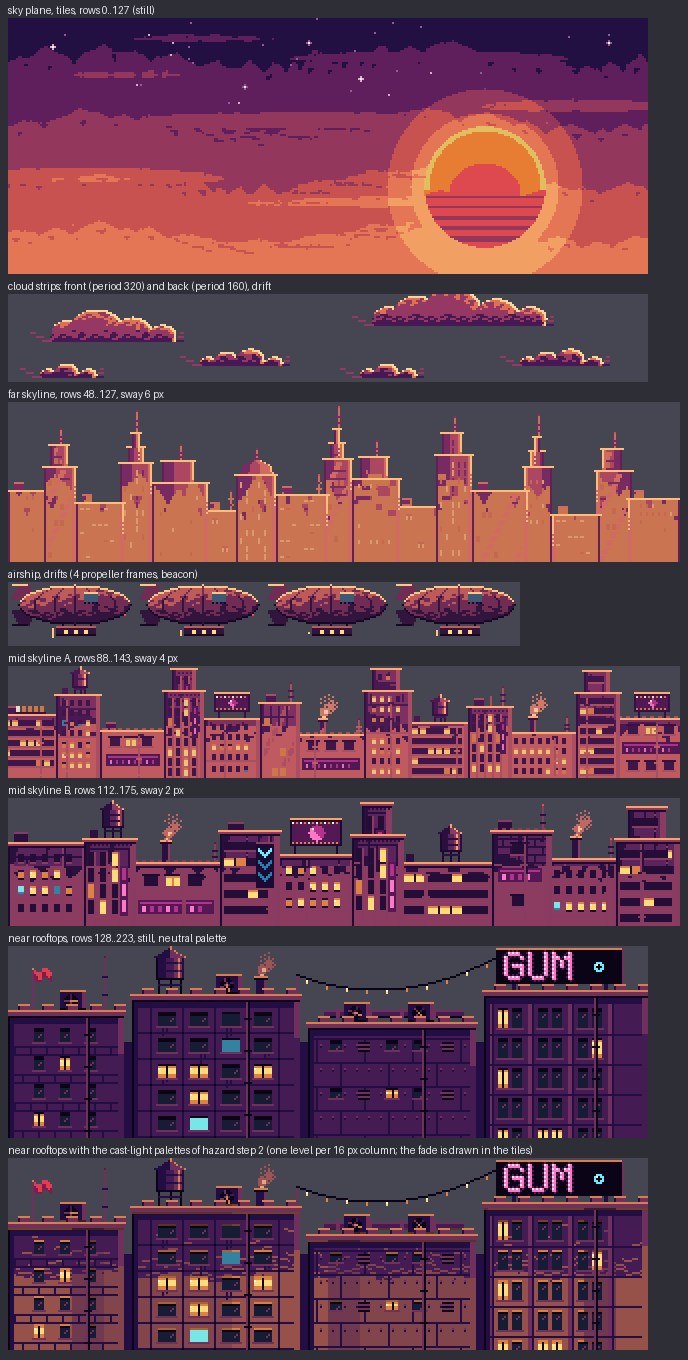 sky plane, tiles, rows 0..127 (still)
cloud strips: front (period 320) and back (period 160), drift
far skyline, rows 48..127, sway 6 px
airship, drifts (4 propeller frames, beacon)
mid skyline A, rows 88..143, sway 4 px
mid skyline B, rows 112..175, sway 2 px
near rooftops, rows 128..223, still, neutral palette
GUM
near rooftops with the cast-light palettes of hazard step 2 (one level per 16 px column; the fade is drawn in the tiles)
GUM